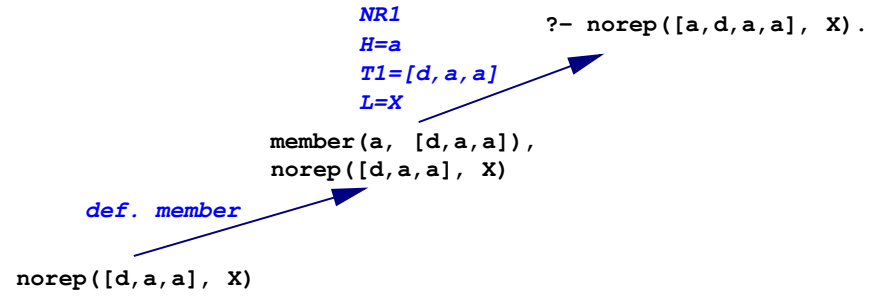 NR1
?- norep([a,d,a,a], X).
H=a
T1=[d,a,a]
L=X
member(a, [d,a,a]),
norep([d,a,a], X)
def. member
norep([d,a,a], X)